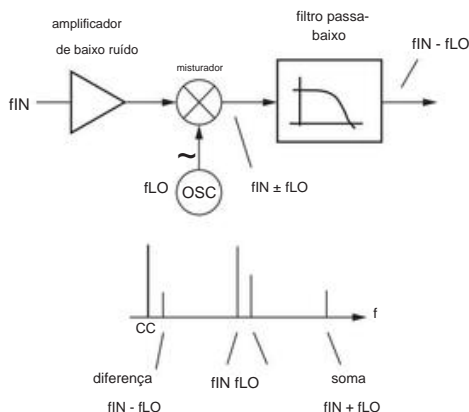 amplificador
de baixo ruído
filtro passa-
baixo
fIN - fLO
misturador
fIN
~
fLO
OSC
fIN ± fLO
f
CC
diferença
fIN fLO
soma
fIN - fLO
fIN + fLO